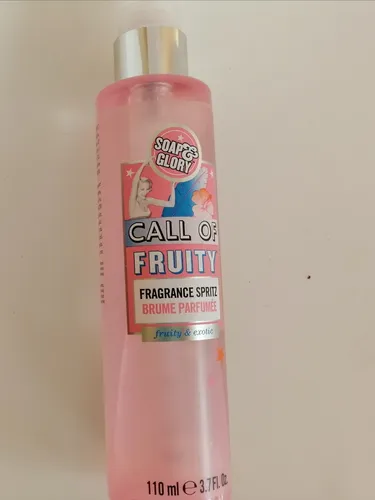 SOAP &
GLORY
CALL OF
FRUITY
FRAGRANCE SPRITZ
BRUME PARFUMÉE
fruity & exotic
110 ml e 3.7 Fl. Oz.